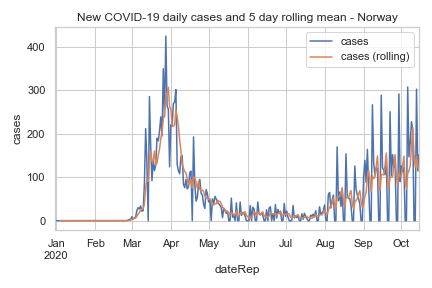 New COVID-19 daily cases and 5 day rolling mean - Norway
cases
cases (rolling)
400
300
200
100
0
cases
Jan Feb Mar Apr May Jun Jul Aug Sep Oct
2020
dateRep